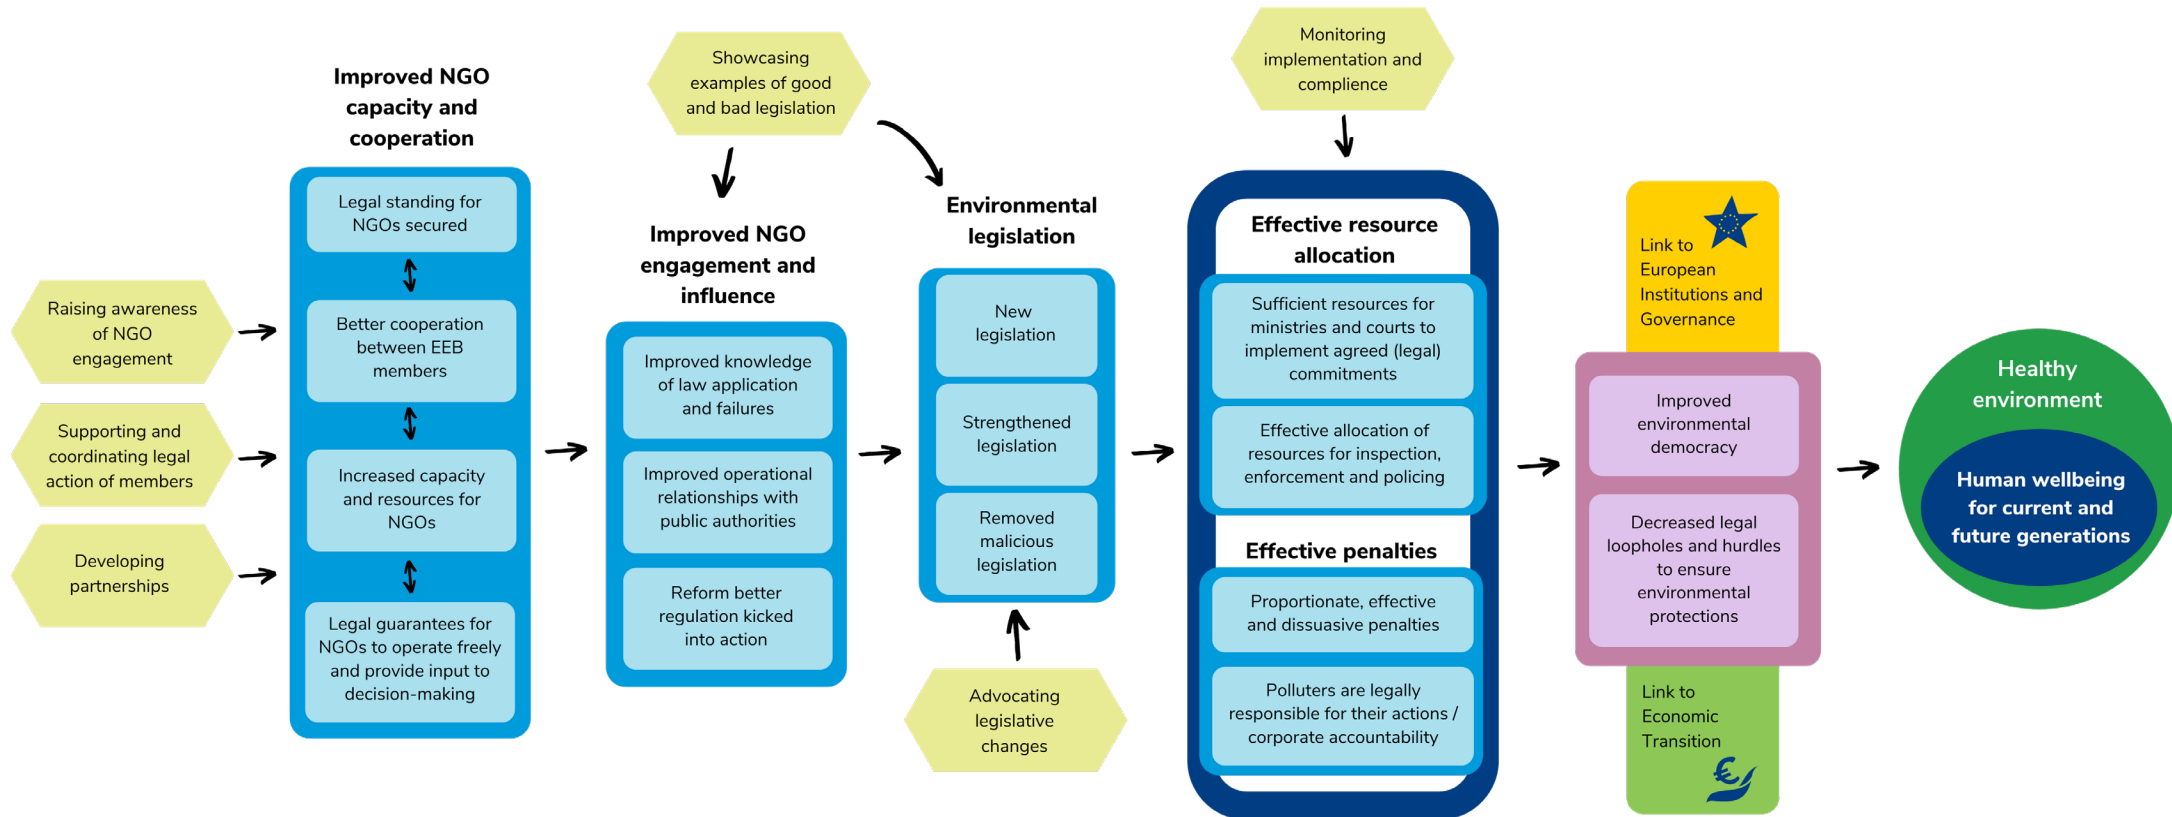 Raising awareness
of NGO
engagement
Supporting and
coordinating legal
action of members
Developing
partnerships
Improved NGO
capacity and
cooperation
Legal standing for
NGOs secured
Better cooperation
between EEB
members
Increased capacity
and resources for
NGOs
Legal guarantees for
NGOs to operate freely
and provide input to
decision-making
Showcasing
examples of good
and bad legislation
Improved NGO
engagement and
influence
Improved knowledge
of law application
and failures
Improved operational
relationships with
public authorities
Reform better
regulation kicked
into action
Environmental
legislation
New
legislation
Strengthened
legislation
Removed
malicious
legislation
Advocating
legislative
changes
Monitoring
implementation and
complience
Effective resource
allocation
Sufficient resources for
ministries and courts to
implement agreed (legal)
commitments
Effective allocation of
resources for inspection,
enforcement and policing
Effective penalties
Proportionate, effective
and dissuasive penalties
Polluters are legally
responsible for their actions /
corporate accountability
Link to
European
Institutions and
Governance
Improved
environmental
democracy
Decreased legal
loopholes and hurdles
to ensure
environmental
protections
Link to
Economic
Transition
€
Healthy
environment
Human wellbeing
for current and
future generations